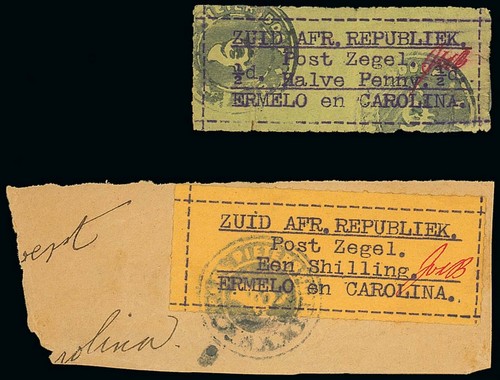 ZUID AFR. REPUBLIEK.
Post Zegel.
½d. Halve Penny. ½d.
ERMELO en CAROLINA.
ZUID AFR. REPUBLIEK.
Post Zegel.
Een Shilling.
ERMELO en CAROLINA.
rolina.